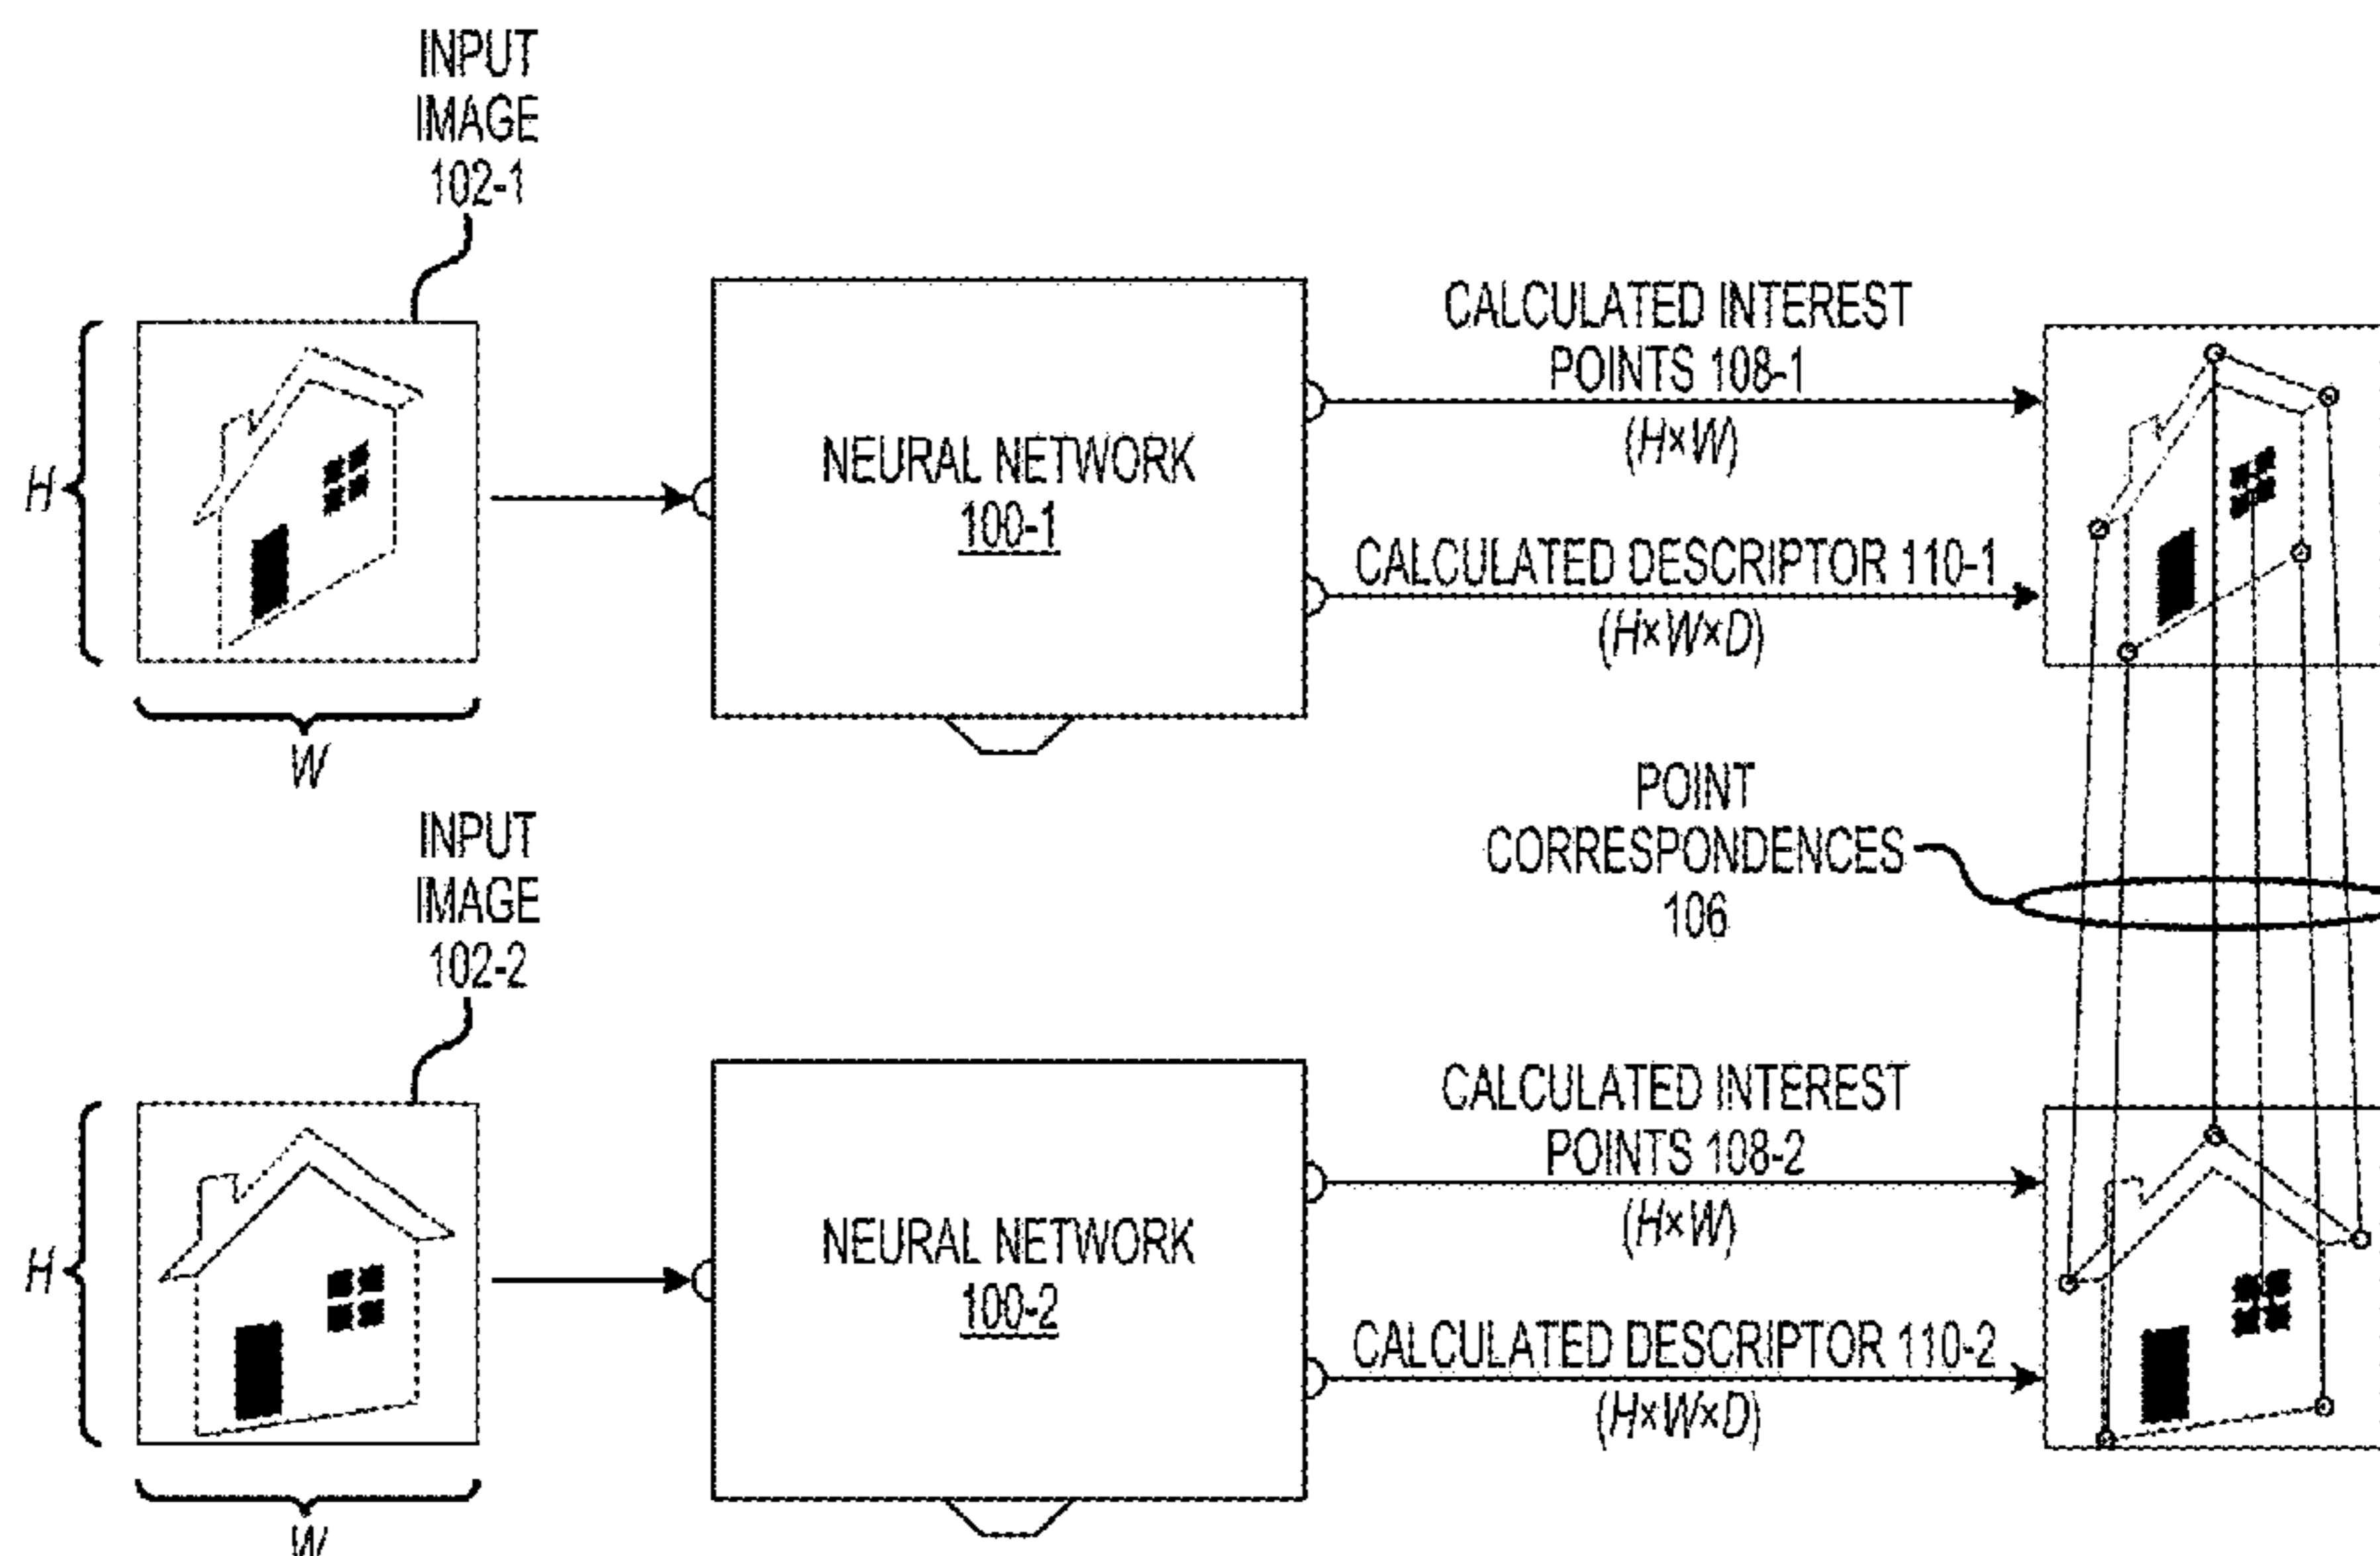 INPUT
IMAGE
102-1
H
W
NEURAL NETWORK
100-1
CALCULATED INTEREST
POINTS 108-1
(H×W)
CALCULATED DESCRIPTOR 110-1
(H×W×D)
POINT
CORRESPONDENCES
106
INPUT
IMAGE
102-2
H
W
NEURAL NETWORK
100-2
CALCULATED INTEREST
POINTS 108-2
(H×W)
CALCULATED DESCRIPTOR 110-2
(H×W×D)